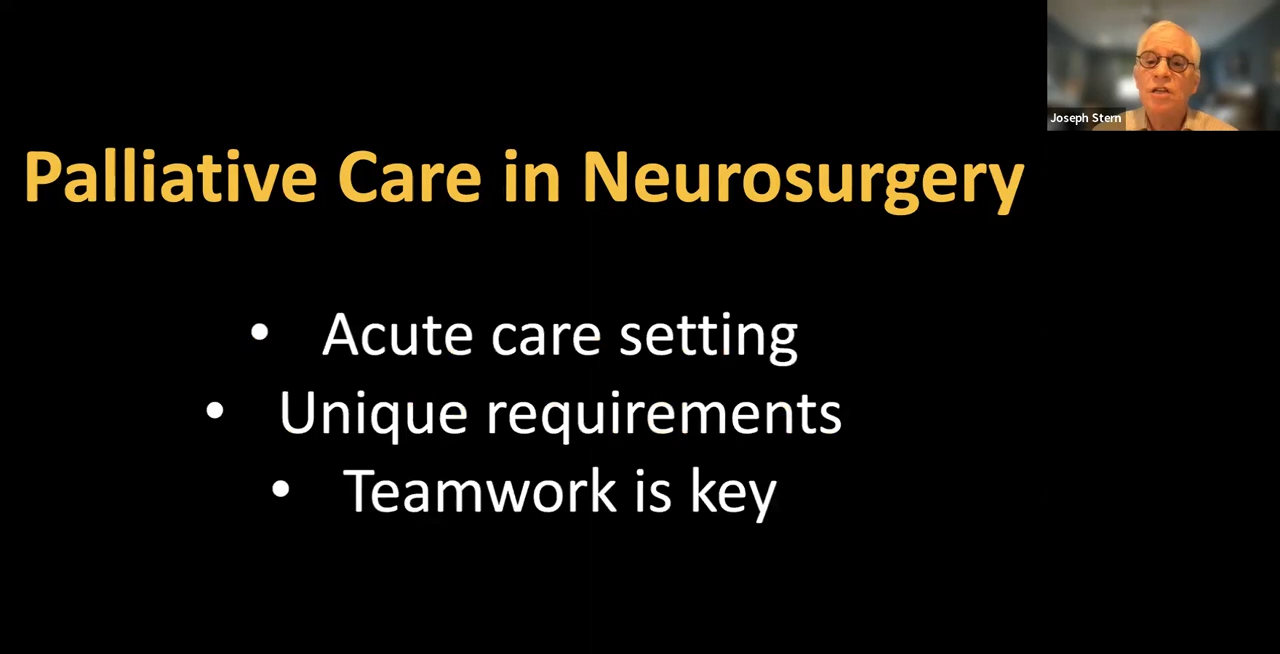 Joseph Stern
Palliative Care in Neurosurgery
• Acute care setting
• Unique requirements
• Teamwork is key